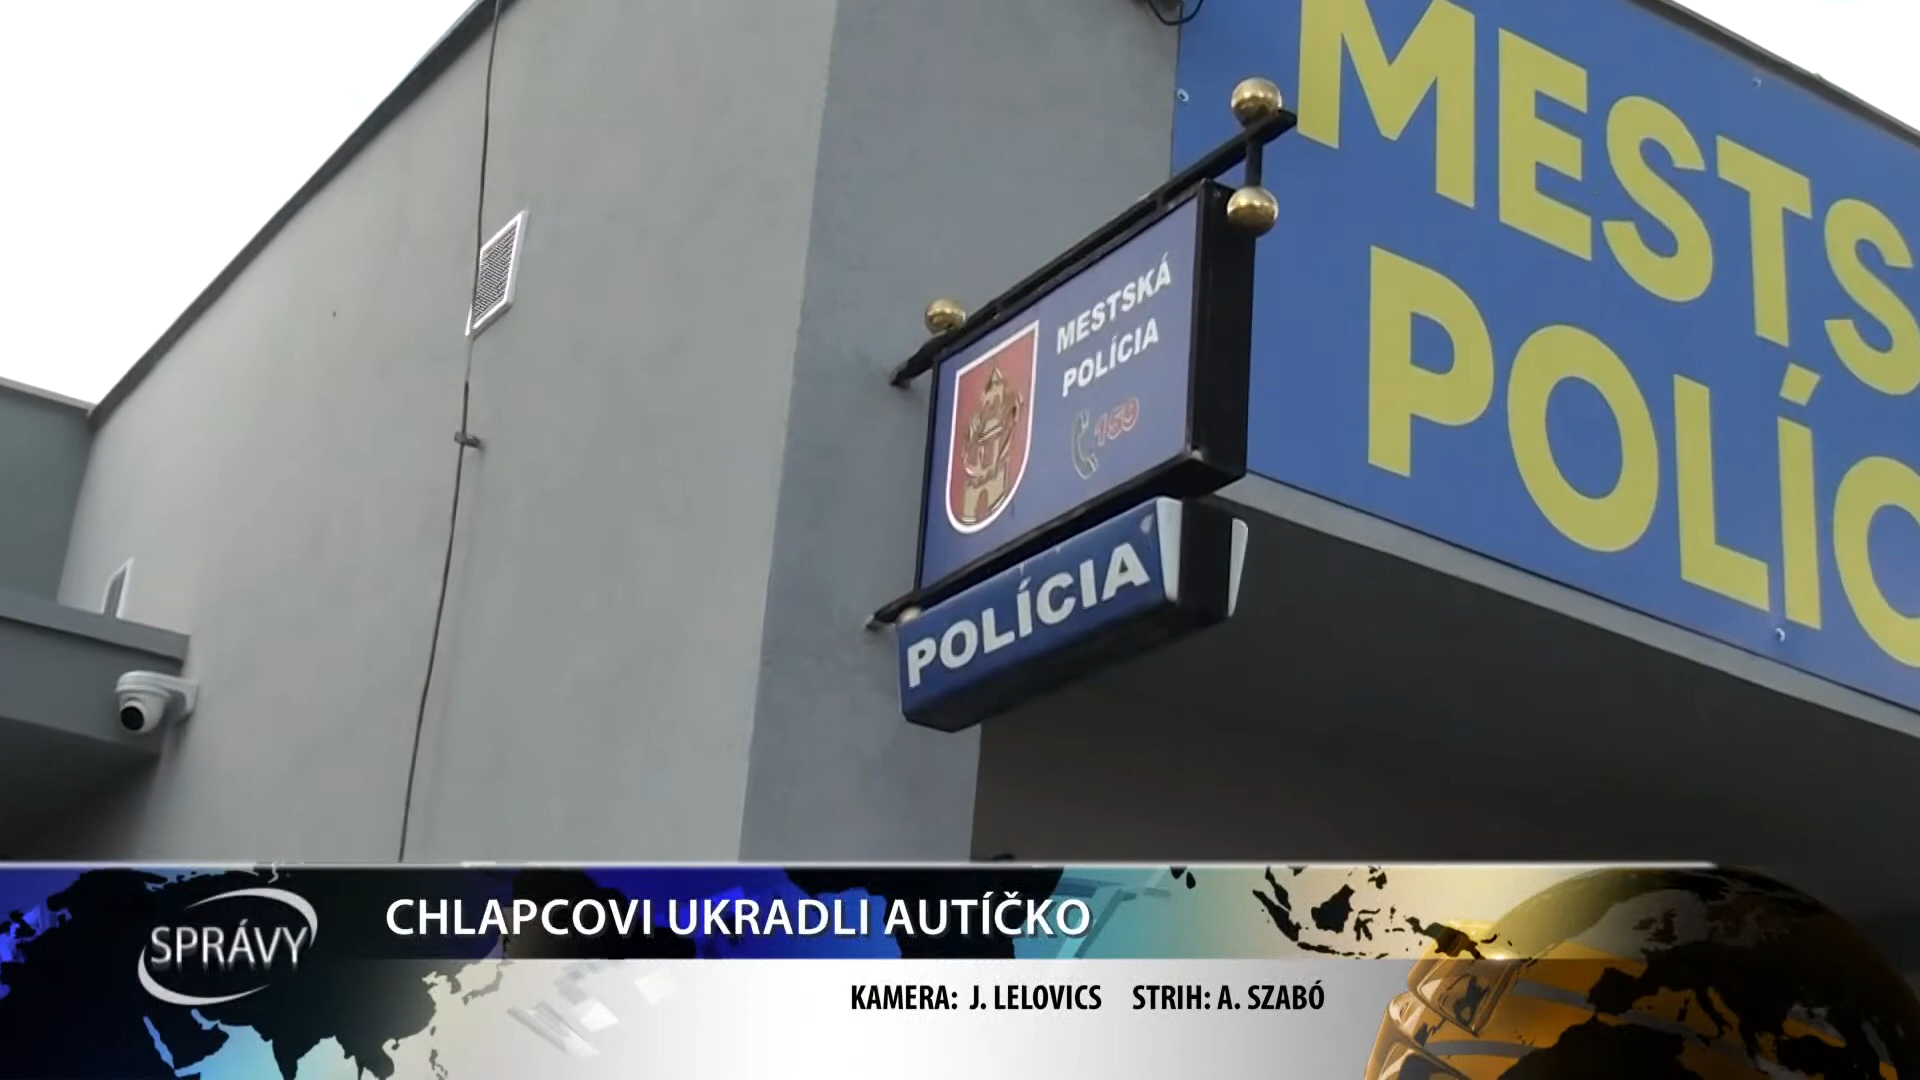 MESTS
POLÍC
MESTSKÁ
POLÍCIA
159
POLÍCIA
SPRÁVY
CHLAPCOVI UKRADLI AUTÍČKO
KAMERA: J. LELOVICS STRIH: A. SZABÓ